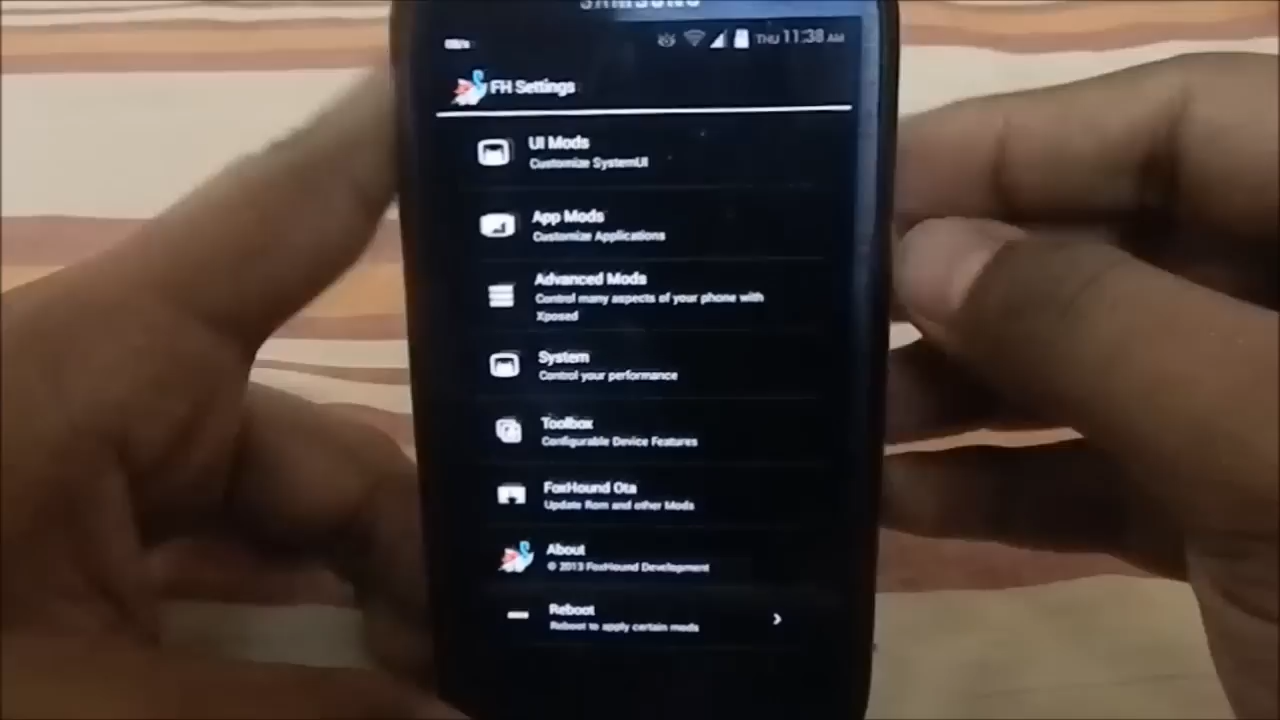 SAMSUNG
THU 11:38 AM
FH Settings
UI Mods
Customize SystemUI
App Mods
Customize Applications
Advanced Mods
Control many aspects of your phone with
Xposed
System
Control your performance
Toolbox
Configurable Device Features
FoxHound Ota
Update Rom and other Mods
About
© 2013 FoxHound Development
Reboot
Reboot to apply certain mods